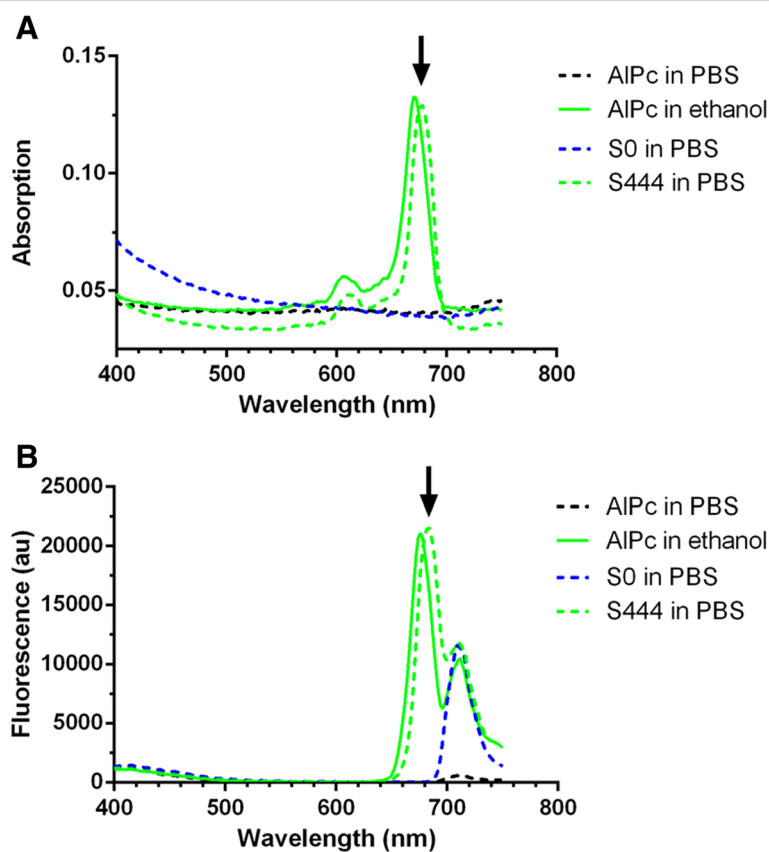 A
0.15
0.10
0.05
Absorption
400 500 600 700 800
Wavelength (nm)
AlPc in PBS
AlPc in ethanol
S0 in PBS
S444 in PBS
B
25000
20000
15000
10000
5000
0
Fluorescence (au)
400 500 600 700 800
Wavelength (nm)
AlPc in PBS
AlPc in ethanol
S0 in PBS
S444 in PBS